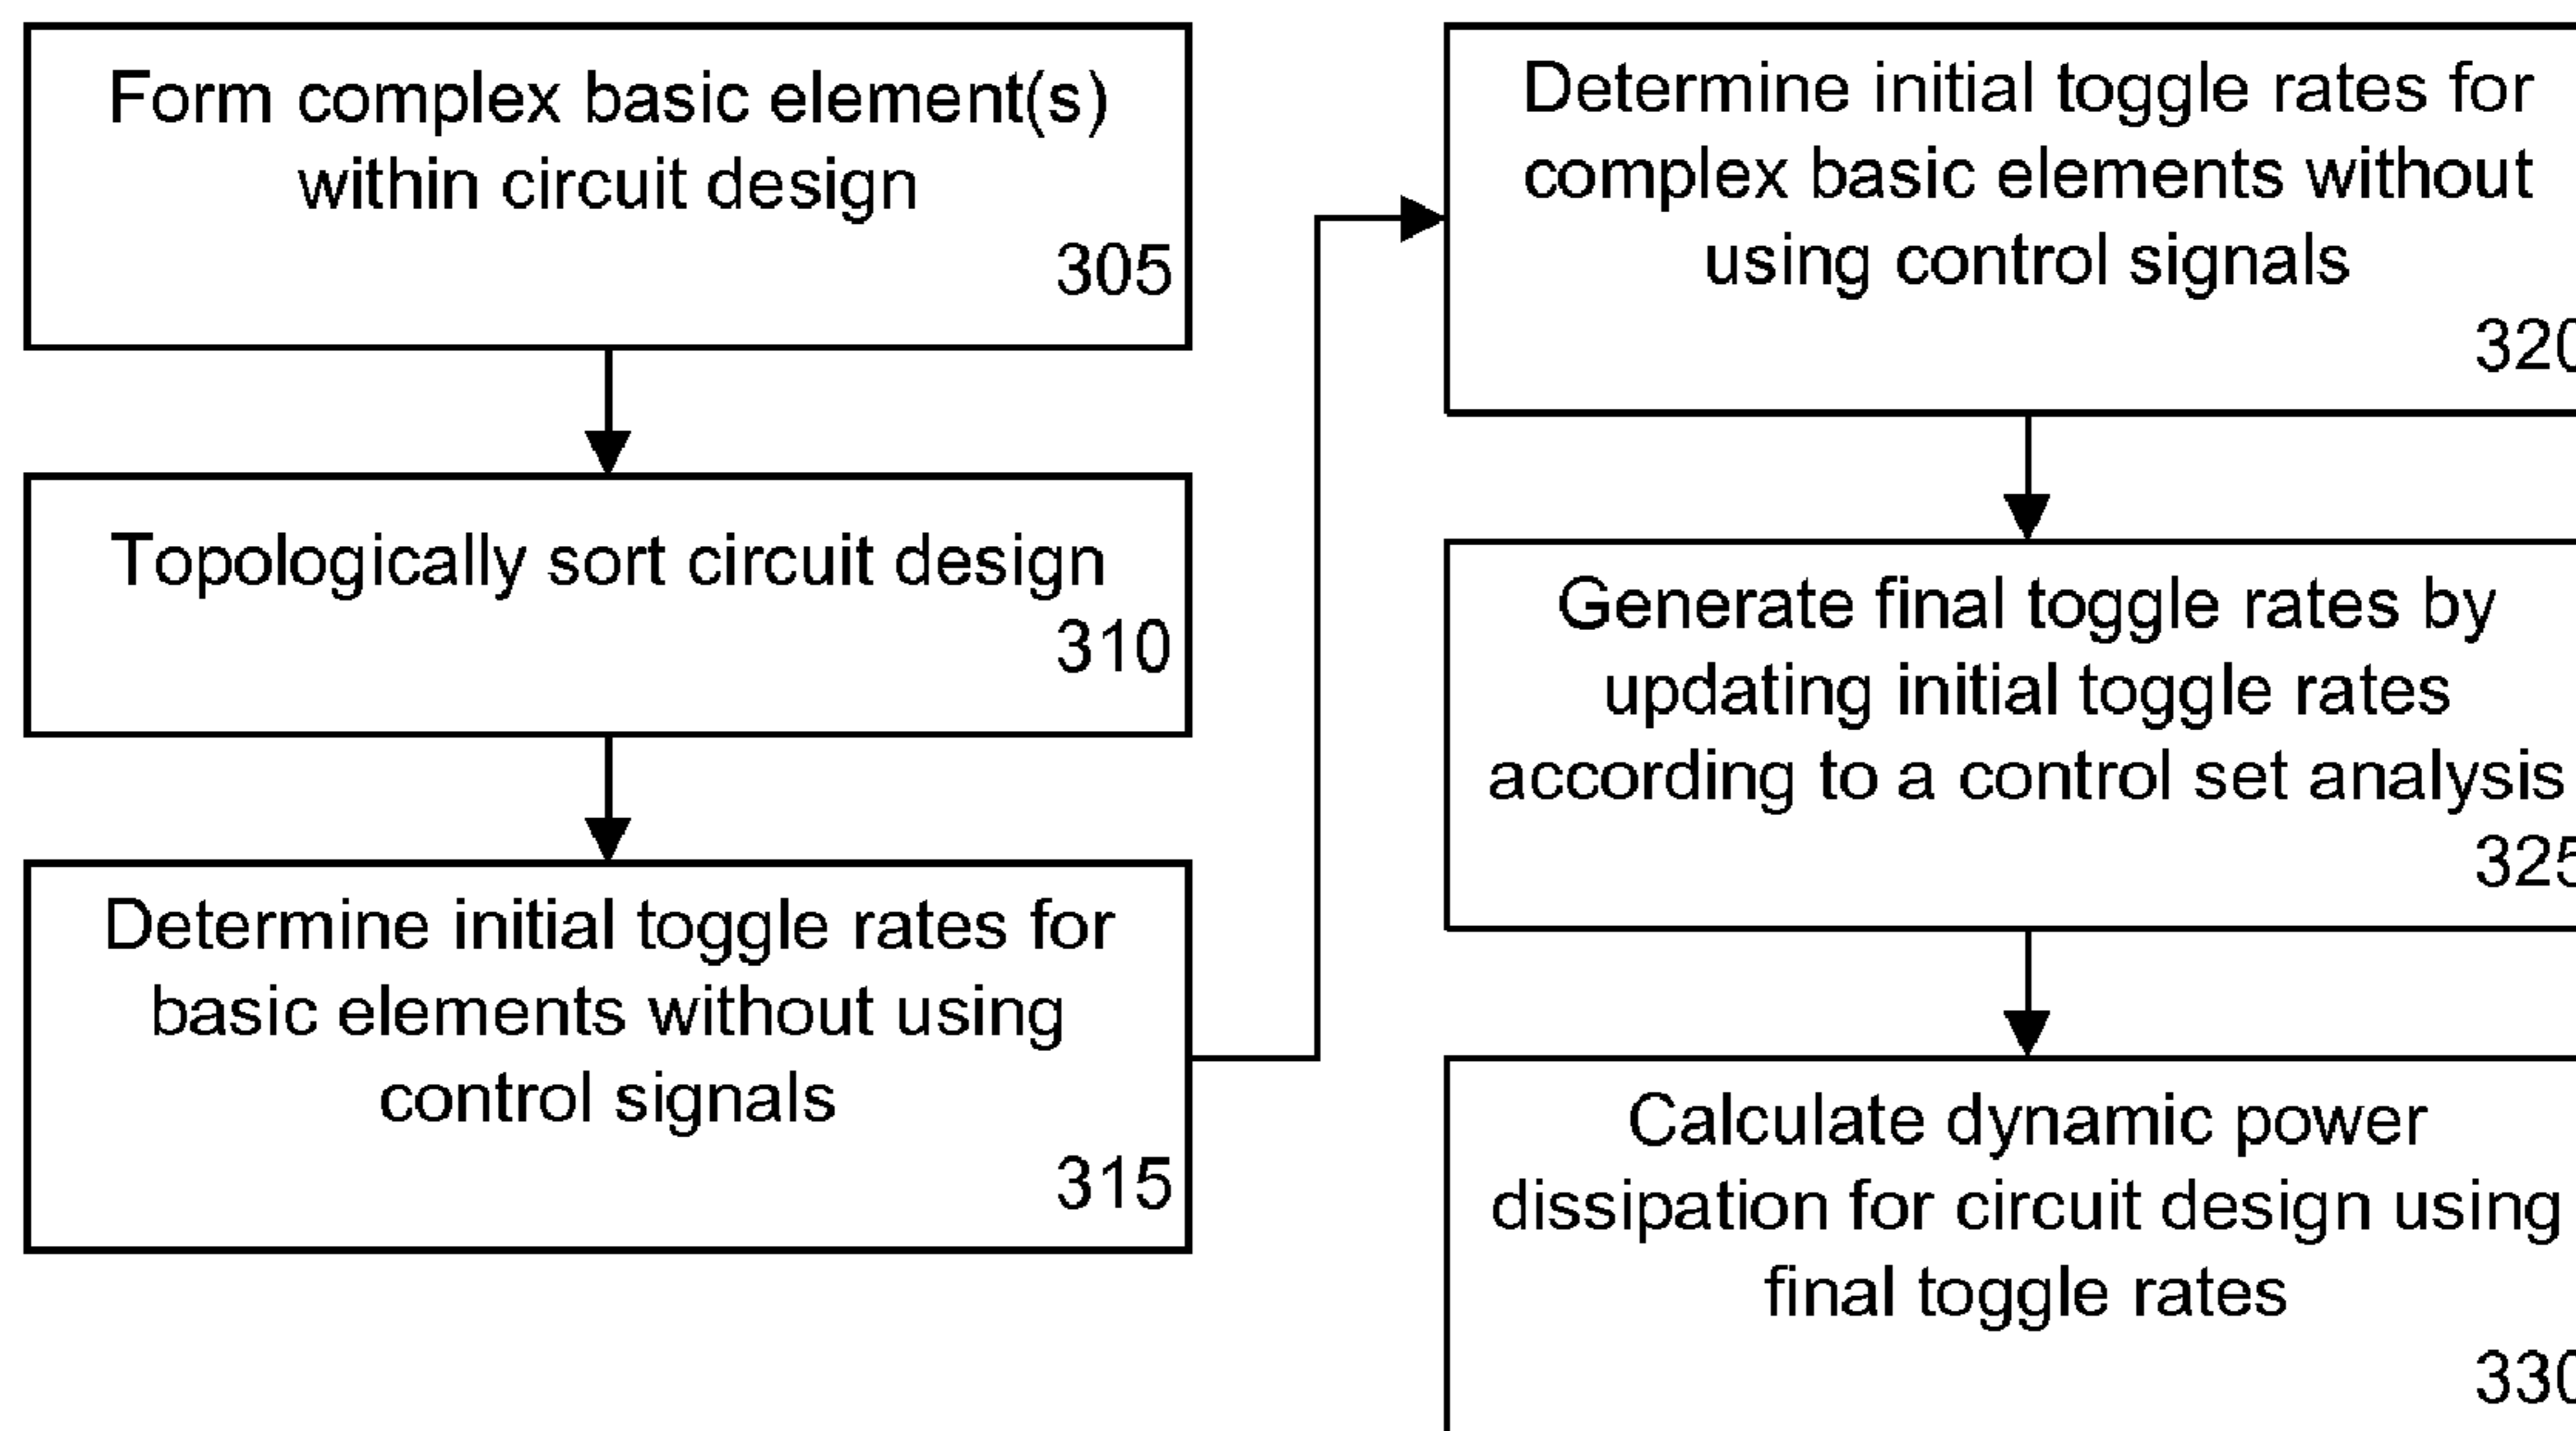 Form complex basic element(s)
within circuit design
305
Topologically sort circuit design
310
Determine initial toggle rates for
basic elements without using
control signals
315
Determine initial toggle rates for
complex basic elements without
using control signals
320
Generate final toggle rates by
updating initial toggle rates
according to a control set analysis
325
Calculate dynamic power
dissipation for circuit design using
final toggle rates
330